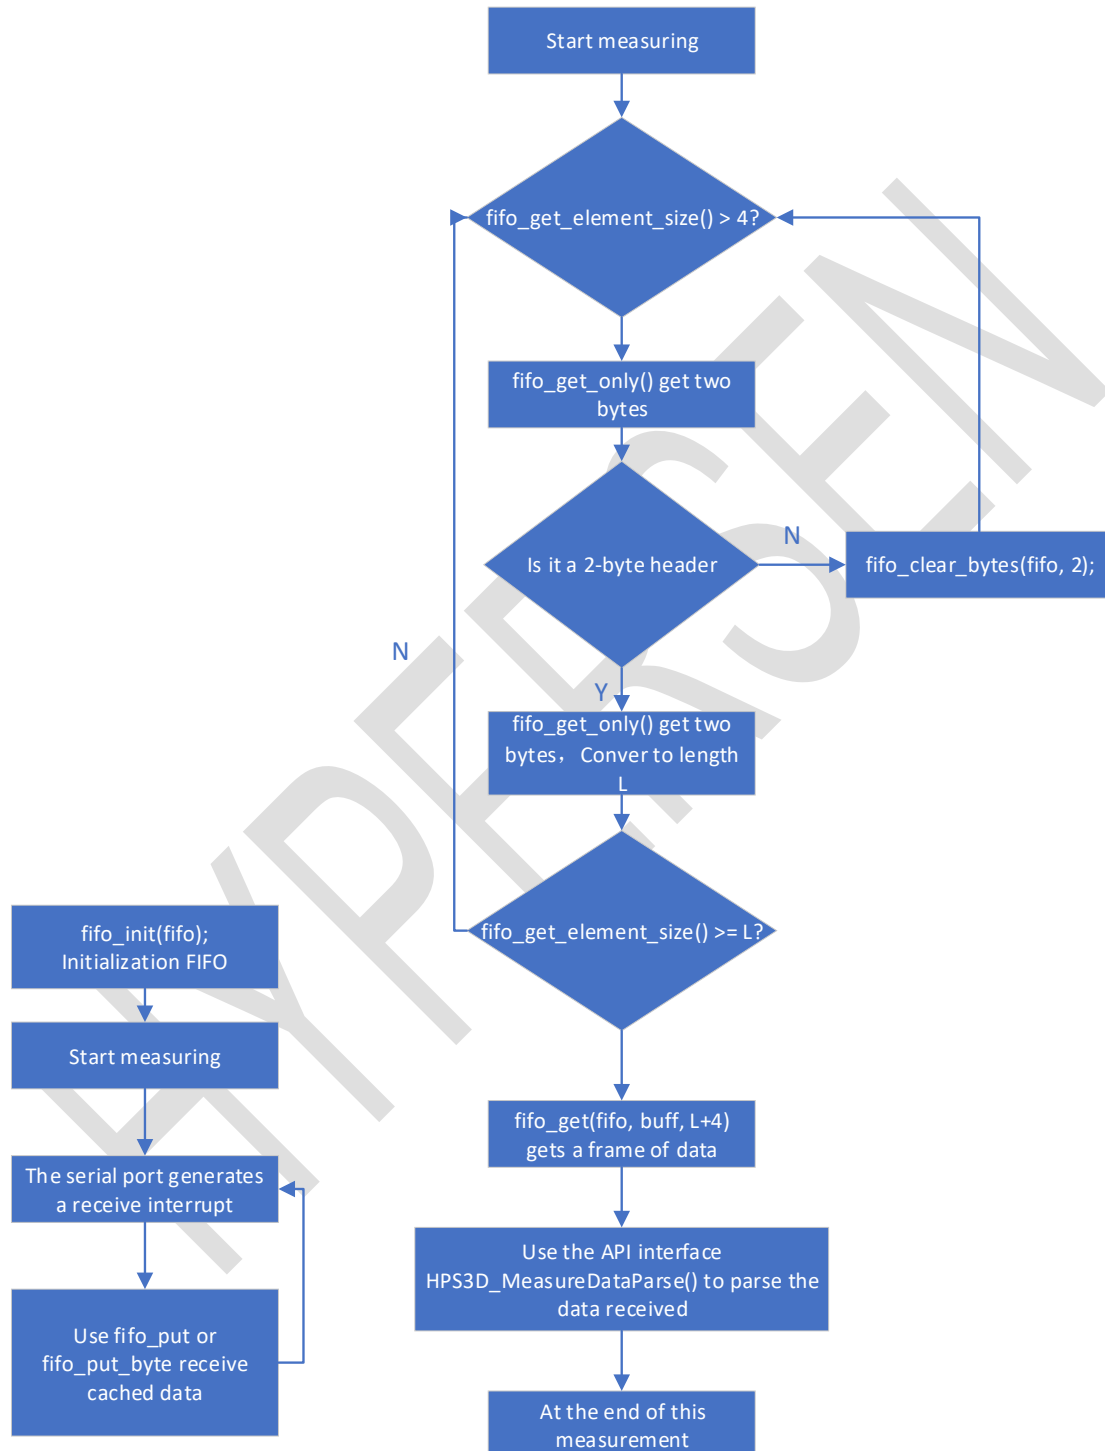 Start measuring
fifo_get_element_size() > 4?
fifo_get_only() get two
bytes
Is it a 2-byte header
N
fifo_clear_bytes(fifo, 2);
N
Y
fifo_get_only() get two
bytes， Conver to length
L
fifo_get_element_size() >= L?
fifo_get(fifo, buff, L+4)
gets a frame of data
Use the API interface
HPS3D_MeasureDataParse() to parse the
data received
At the end of this
measurement
fifo_init(fifo);
Initialization FIFO
Start measuring
The serial port generates
a receive interrupt
Use fifo_put or
fifo_put_byte receive
cached data
HYPERSEN